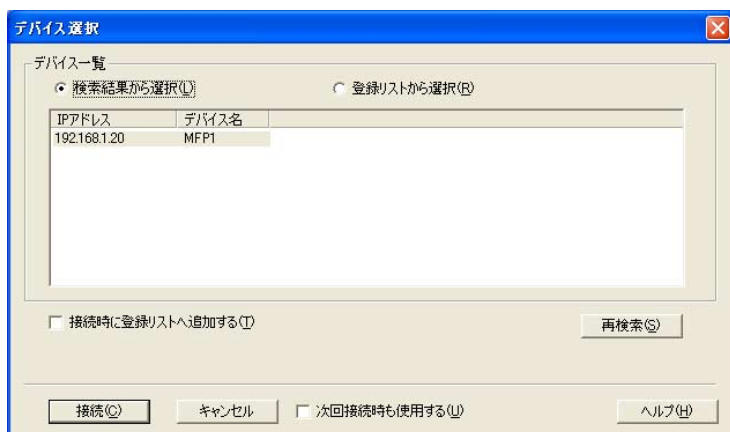 デバイス選択
デバイス一覧
検索結果から選択(L) 登録リストから選択(R)
IPアドレス デバイス名
192.168.1.20 MFP1
接続時に登録リストへ追加する(T) 再検索(S)
接続(C) キャンセル 次回接続時も使用する(U) ヘルプ(H)